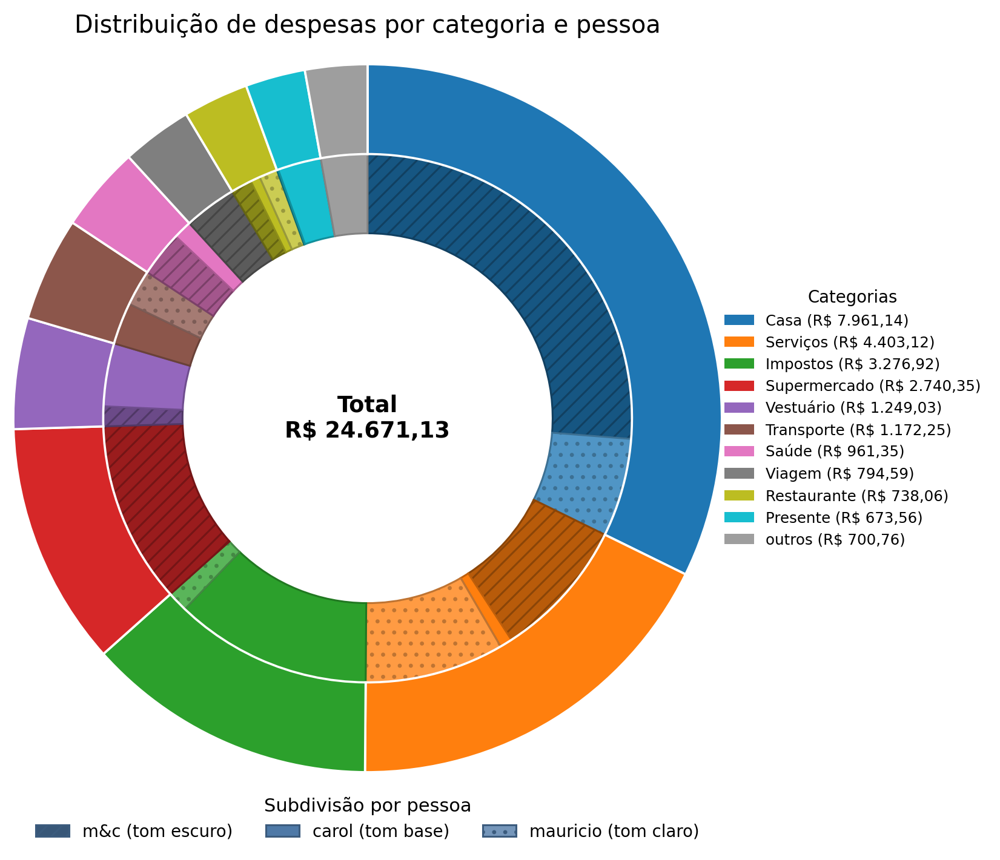 Distribuição de despesas por categoria e pessoa
Total
R$ 24.671,13
Categorias
Casa (R$ 7.961,14)
Serviços (R$ 4.403,12)
Impostos (R$ 3.276,92)
Supermercado (R$ 2.740,35)
Vestuário (R$ 1.249,03)
Transporte (R$ 1.172,25)
Saúde (R$ 961,35)
Viagem (R$ 794,59)
Restaurante (R$ 738,06)
Presente (R$ 673,56)
outros (R$ 700,76)
Subdivisão por pessoa
m&c (tom escuro)
carol (tom base)
mauricio (tom claro)